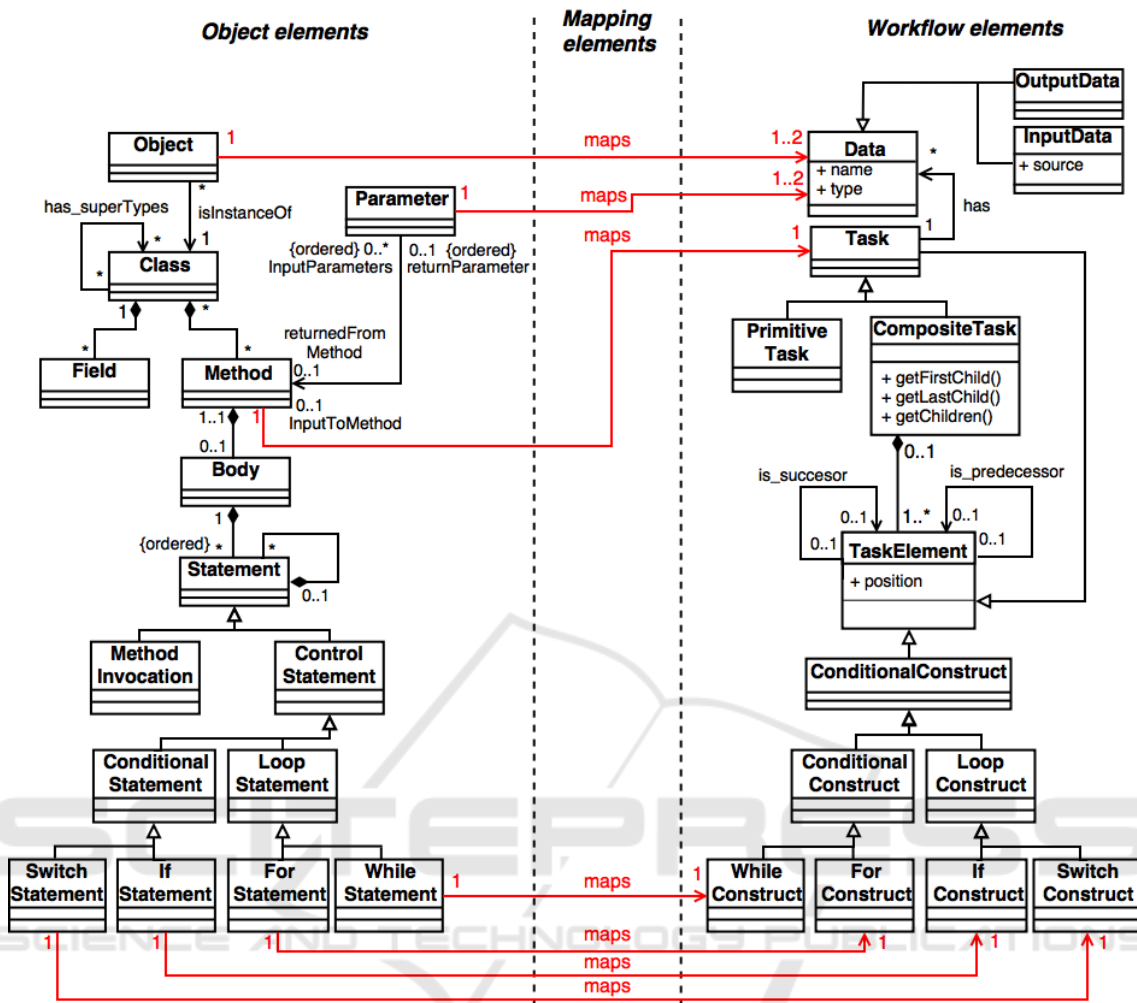 Object elements
Mapping
elements
Workflow elements
OutputData
InputData
+ source
Object
1
maps
1..2
Data
+ name
+ type
*
*
has_superTypes
isInstanceOf
Parameter
1
maps
1..2
has
1
*
1
{ordered} 0..*
InputParameters
0..1 {ordered}
returnParameter
maps
1
Task
Class
*
1
*
Primitive
Task
CompositeTask
+ getFirstChild()
+ getLastChild()
+ getChildren()
returnedFrom
Method
*
*
Field
Method
0..1
0..1
InputToMethod
1..1
1
0..1
0..1
Body
is_succesor
is_predecessor
1
0..1
1..*
0..1
{ordered}
*
*
0..1
TaskElement
0..1
+ position
Statement
0..1
Method
Invocation
Control
Statement
ConditionalConstruct
Conditional
Statement
Loop
Statement
Conditional
Construct
Loop
Construct
Switch
Statement
If
Statement
For
Statement
While
Statement
1
maps
1
While
Construct
For
Construct
If
Construct
Switch
Construct
1
1
1
maps
1
1
1
maps
maps
SCITEPRESS
SCIENCE AND TECHNOLOGY PUBLICATIONS